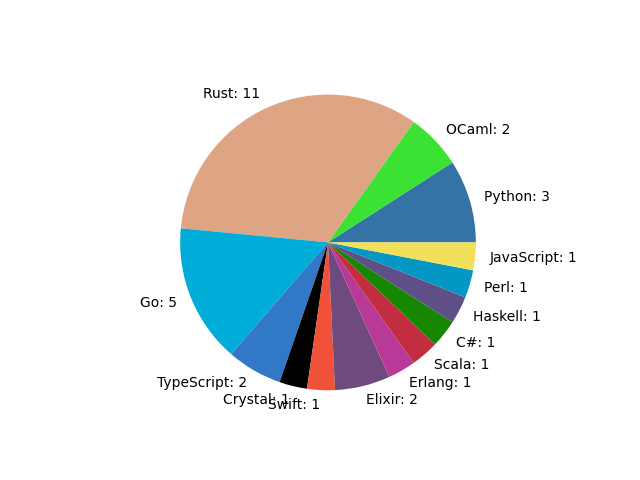 Rust: 11
OCaml: 2
Python: 3
JavaScript: 1
Perl: 1
Go: 5
Haskell: 1
C#: 1
Scala: 1
TypeScript: 2
Erlang: 1
Crystal: 1
Swift: 1
Elixir: 2